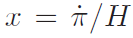 x = π̇/H